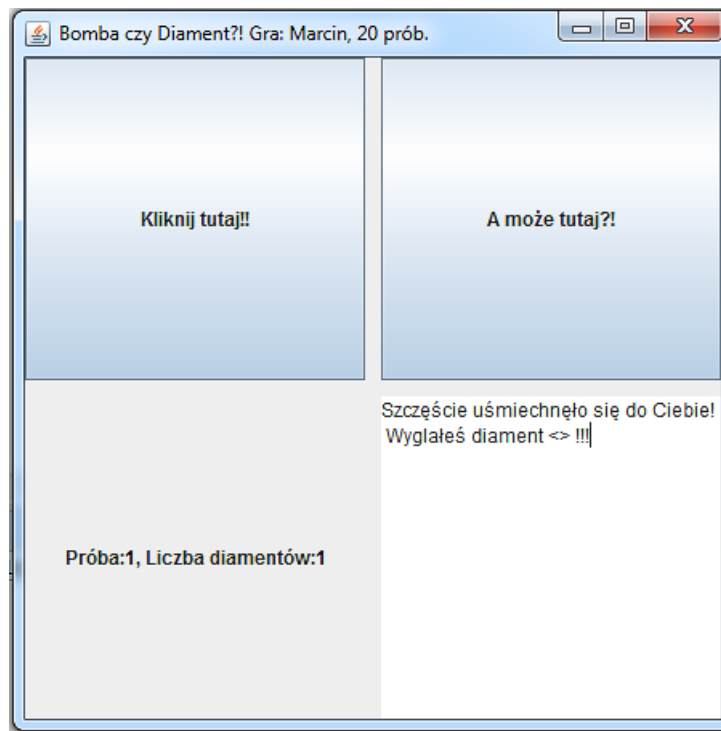 Bomba czy Diament?! Gra: Marcin, 20 prób.
Kliknij tutaj!!
A może tutaj?!
Próba:1, Liczba diamentów:1
Szczęście uśmiechnęło się do Ciebie!
Wyglałeś diament <> !!!